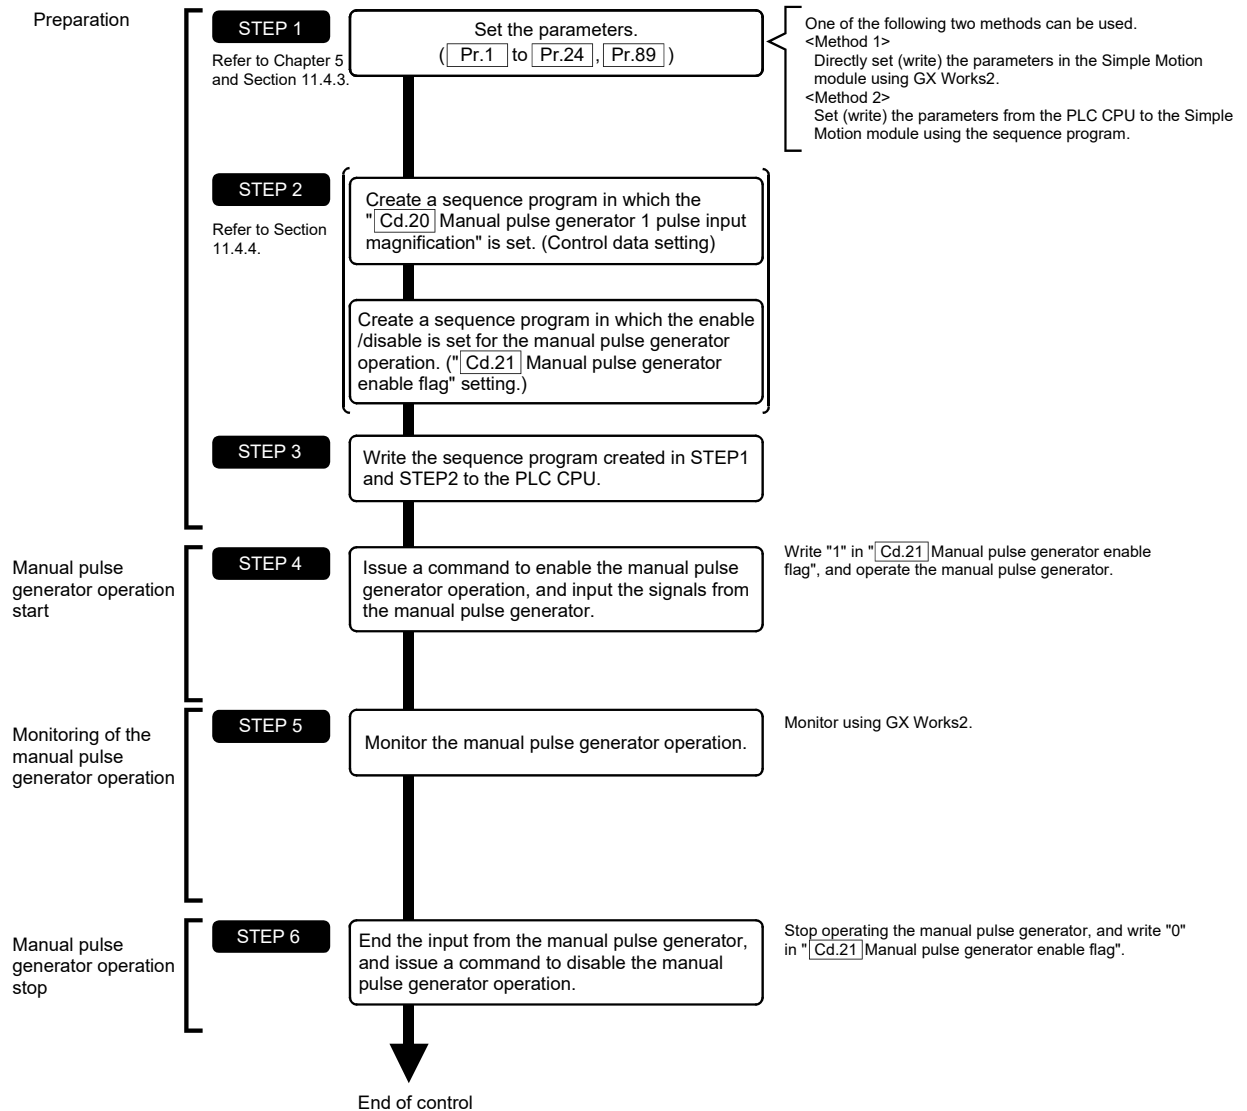 Preparation
STEP 1
Refer to Chapter 5
and Section 11.4.3.
Set the parameters.
( Pr.1 to Pr.24 , Pr.89 )
One of the following two methods can be used.
<Method 1>
Directly set (write) the parameters in the Simple Motion
module using GX Works2.
<Method 2>
Set (write) the parameters from the PLC CPU to the Simple
Motion module using the sequence program.
STEP 2
Refer to Section
11.4.4.
Create a sequence program in which the
" Cd.20 Manual pulse generator 1 pulse input
magnification" is set. (Control data setting)
Create a sequence program in which the enable
/disable is set for the manual pulse generator
operation. (" Cd.21 Manual pulse generator
enable flag" setting.)
STEP 3
Write the sequence program created in STEP1
and STEP2 to the PLC CPU.
Manual pulse
generator operation
start
STEP 4
Issue a command to enable the manual pulse
generator operation, and input the signals from
the manual pulse generator.
Write "1" in " Cd.21 Manual pulse generator enable
flag", and operate the manual pulse generator.
Monitoring of the
manual pulse
generator operation
STEP 5
Monitor the manual pulse generator operation.
Monitor using GX Works2.
Manual pulse
generator operation
stop
STEP 6
End the input from the manual pulse generator,
and issue a command to disable the manual
pulse generator operation.
Stop operating the manual pulse generator, and write "0"
in " Cd.21 Manual pulse generator enable flag".
End of control